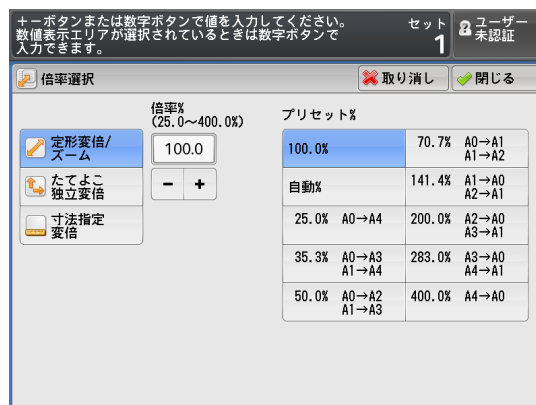 +-ボタンまたは数字ボタンで値を入力してください。
数値表示エリアが選択されているときは数字ボタンで
入力できます。
セット
1
ユーザー
未認証
倍率選択
取り消し
閉じる
倍率%
(25.0~400.0%)
プリセット%
定形変倍/
ズーム
100.0
たてよこ
独立変倍
- +
寸法指定
変倍
100.0%
70.7% A0→A1
A1→A2
自動%
141.4% A1→A0
A2→A1
25.0% A0→A4
200.0% A2→A0
A3→A1
35.3% A0→A3
A1→A4
283.0% A3→A0
A4→A1
50.0% A0→A2
A1→A3
400.0% A4→A0